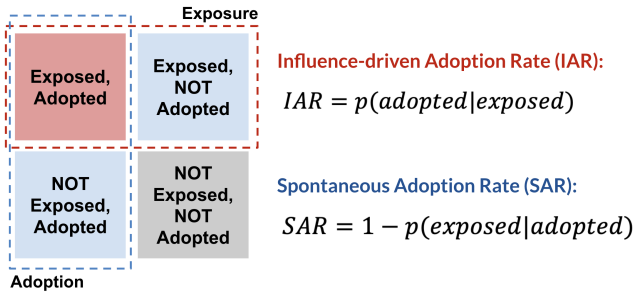 Exposure
Exposed,
Adopted
Exposed,
NOT
Adopted
NOT
Exposed,
Adopted
NOT
Exposed,
NOT
Adopted
Adoption
Influence-driven Adoption Rate (IAR):
IAR = p(adopted|exposed)
Spontaneous Adoption Rate (SAR):
SAR = 1 − p(exposed|adopted)